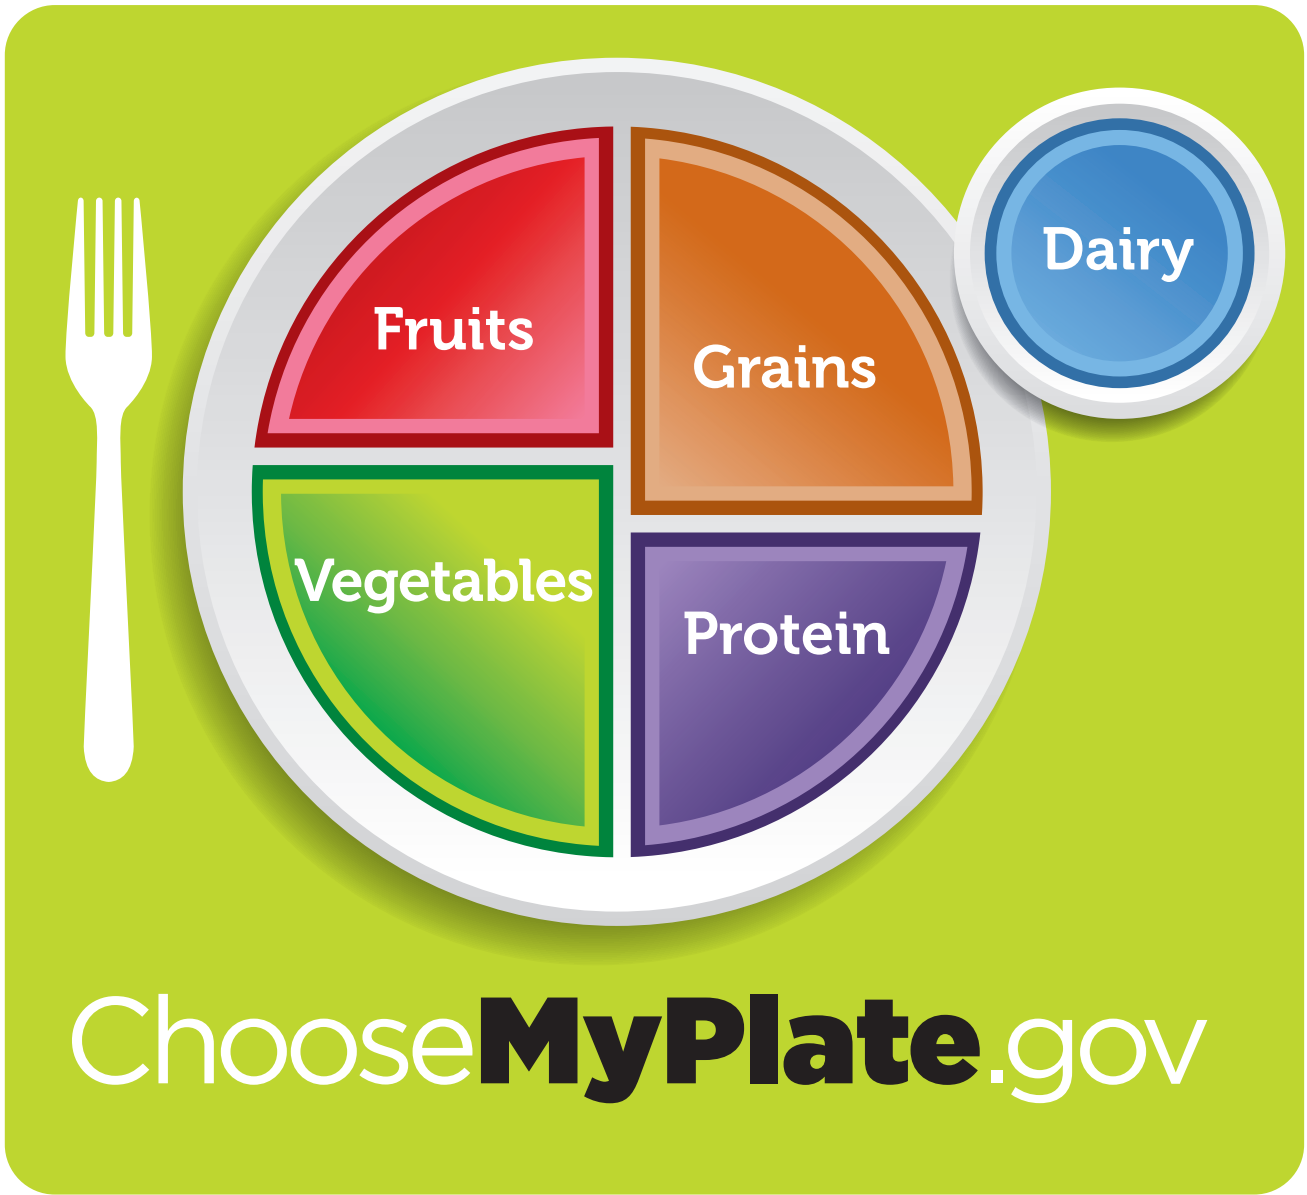 Fruits
Grains
Dairy
Vegetables
Protein
ChooseMyPlate.gov